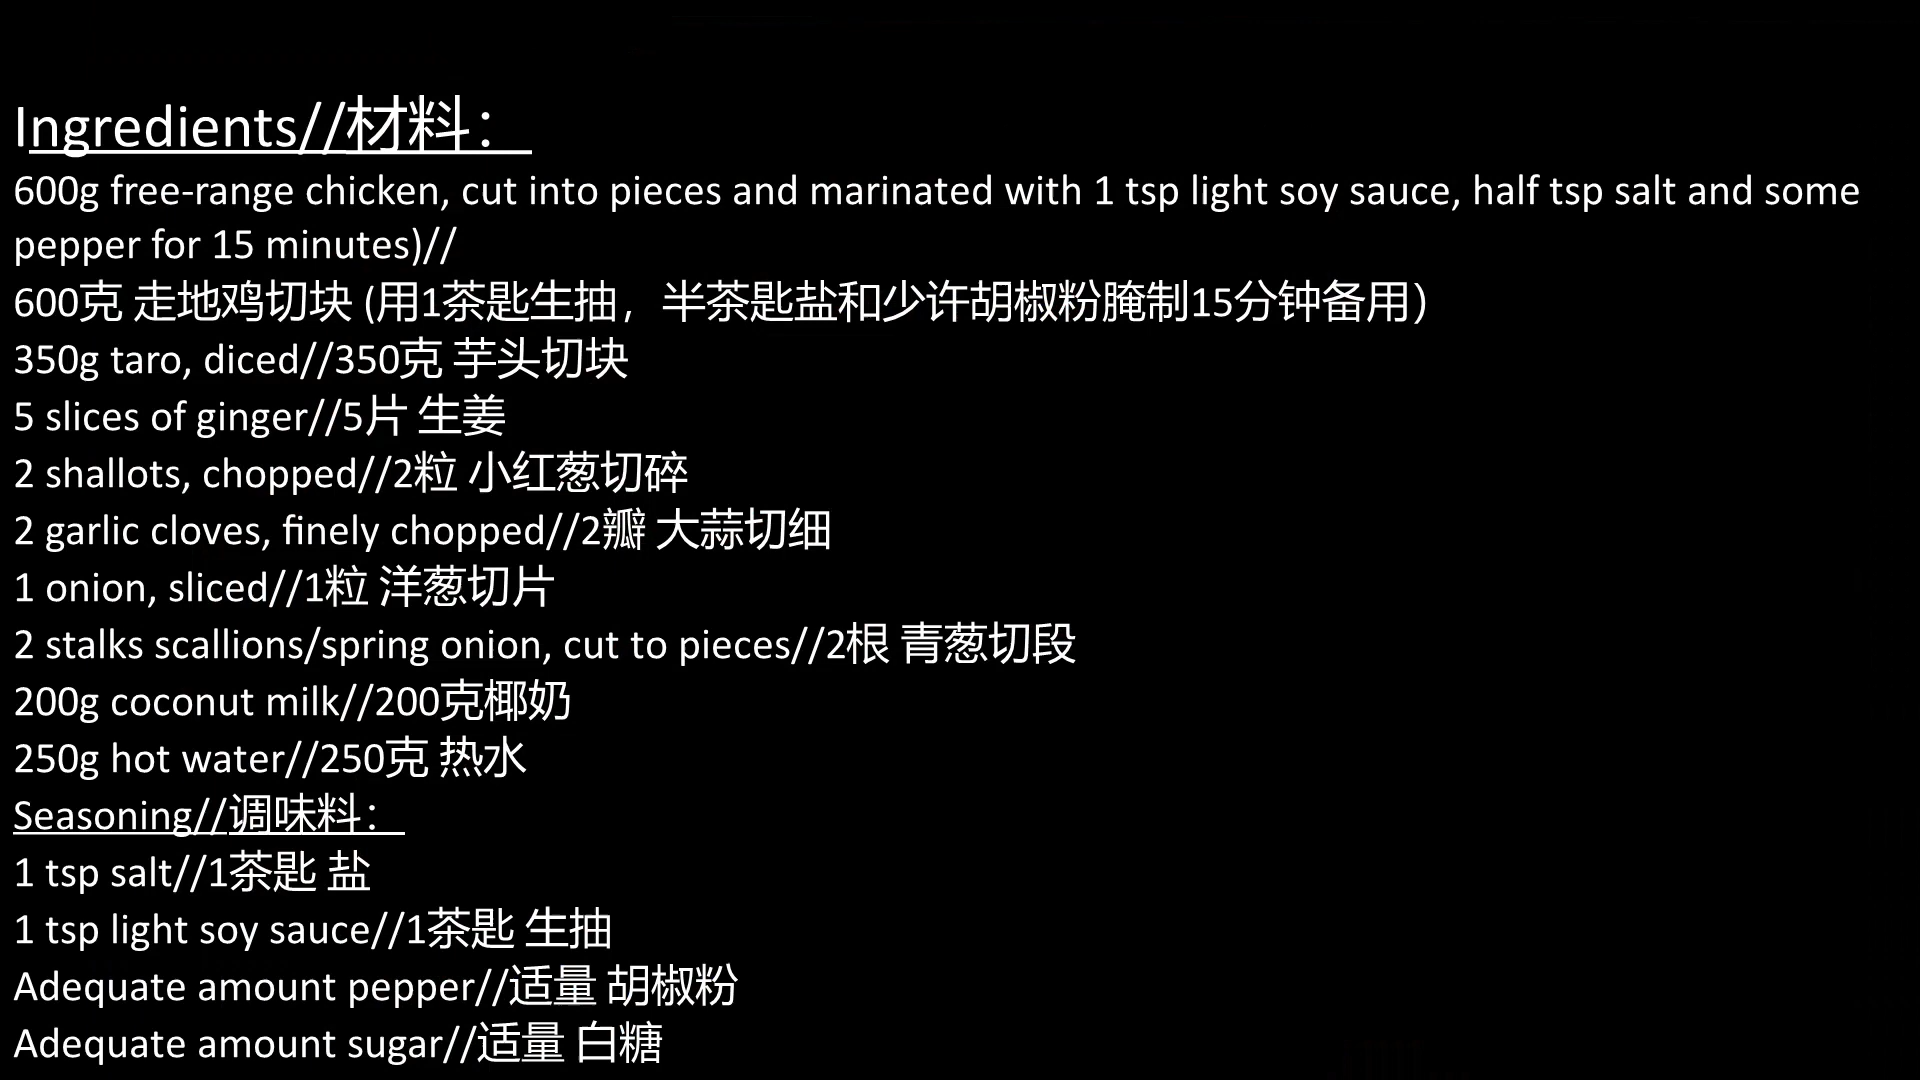 Ingredients//材料：
600g free-range chicken, cut into pieces and marinated with 1 tsp light soy sauce, half tsp salt and some
pepper for 15 minutes)//
600克 走地鸡切块 (用1茶匙生抽，半茶匙盐和少许胡椒粉腌制15分钟备用）
350g taro, diced//350克 芋头切块
5 slices of ginger//5片 生姜
2 shallots, chopped//2粒 小红葱切碎
2 garlic cloves, finely chopped//2瓣 大蒜切细
1 onion, sliced//1粒 洋葱切片
2 stalks scallions/spring onion, cut to pieces//2根 青葱切段
200g coconut milk//200克椰奶
250g hot water//250克 热水
Seasoning//调味料：
1 tsp salt//1茶匙 盐
1 tsp light soy sauce//1茶匙 生抽
Adequate amount pepper//适量 胡椒粉
Adequate amount sugar//适量 白糖